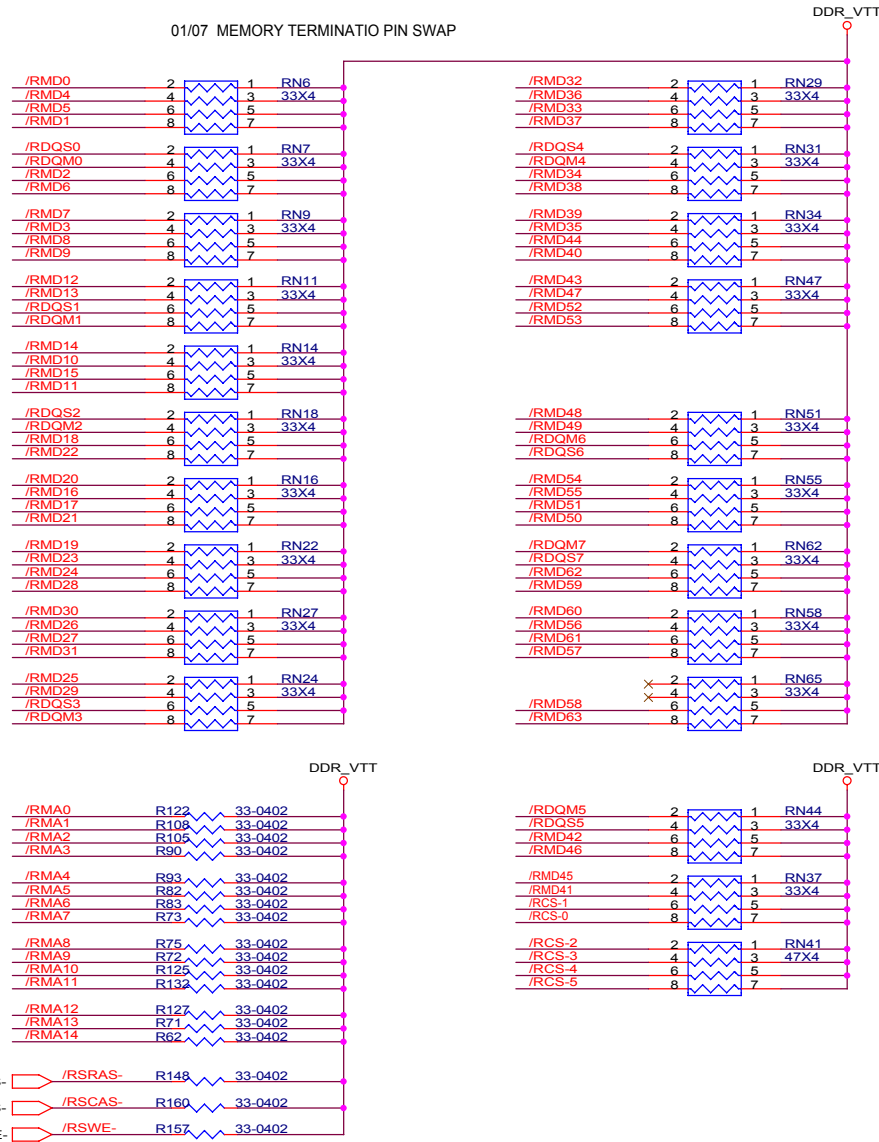 DDR_VTT
01/07 MEMORY TERMINATIO PIN SWAP
/RMD0 2 1 RN6
/RMD4 4 3 33X4
/RMD5 6 5
/RMD1 8 7
/RDQS0 2 1 RN7
/RDQM0 4 3 33X4
/RMD2 6 5
/RMD6 8 7
/RMD7 2 1 RN9
/RMD3 4 3 33X4
/RMD8 6 5
/RMD9 8 7
/RMD12 2 1 RN11
/RMD13 4 3 33X4
/RDQS1 6 5
/RDQM1 8 7
/RMD14 2 1 RN14
/RMD10 4 3 33X4
/RMD15 6 5
/RMD11 8 7
/RDQS2 2 1 RN18
/RDQM2 4 3 33X4
/RMD18 6 5
/RMD22 8 7
/RMD20 2 1 RN16
/RMD16 4 3 33X4
/RMD17 6 5
/RMD21 8 7
/RMD19 2 1 RN22
/RMD23 4 3 33X4
/RMD24 6 5
/RMD28 8 7
/RMD30 2 1 RN27
/RMD26 4 3 33X4
/RMD27 6 5
/RMD31 8 7
/RMD25 2 1 RN24
/RMD29 4 3 33X4
/RDQS3 6 5
/RDQM3 8 7
/RMD32 2 1 RN29
/RMD36 4 3 33X4
/RMD33 6 5
/RMD37 8 7
/RDQS4 2 1 RN31
/RDQM4 4 3 33X4
/RMD34 6 5
/RMD38 8 7
/RMD39 2 1 RN34
/RMD35 4 3 33X4
/RMD44 6 5
/RMD40 8 7
/RMD43 2 1 RN47
/RMD47 4 3 33X4
/RMD52 6 5
/RMD53 8 7
/RMD48 2 1 RN51
/RMD49 4 3 33X4
/RDQM6 6 5
/RDQS6 8 7
/RMD54 2 1 RN55
/RMD55 4 3 33X4
/RMD51 6 5
/RMD50 8 7
/RDQM7 2 1 RN62
/RDQS7 4 3 33X4
/RMD62 6 5
/RMD59 8 7
/RMD60 2 1 RN58
/RMD56 4 3 33X4
/RMD61 6 5
/RMD57 8 7
2 1 RN65
4 3 33X4
/RMD58 6 5
/RMD63 8 7
DDR_VTT
/RMA0 R122 33-0402
/RMA1 R108 33-0402
/RMA2 R105 33-0402
/RMA3 R90 33-0402
/RMA4 R93 33-0402
/RMA5 R82 33-0402
/RMA6 R83 33-0402
/RMA7 R73 33-0402
/RMA8 R75 33-0402
/RMA9 R72 33-0402
/RMA10 R125 33-0402
/RMA11 R132 33-0402
/RMA12 R127 33-0402
/RMA13 R71 33-0402
/RMA14 R62 33-0402
/RSRAS- R148 33-0402
/RSCAS- R160 33-0402
/RSWE- R157 33-0402
DDR_VTT
/RDQM5 2 1 RN44
/RDQS5 4 3 33X4
/RMD42 6 5
/RMD46 8 7
/RMD45 2 1 RN37
/RMD41 4 3 33X4
/RCS-1 6 5
/RCS-0 8 7
/RCS-2 2 1 RN41
/RCS-3 4 3 47X4
/RCS-4 6 5
/RCS-5 8 7